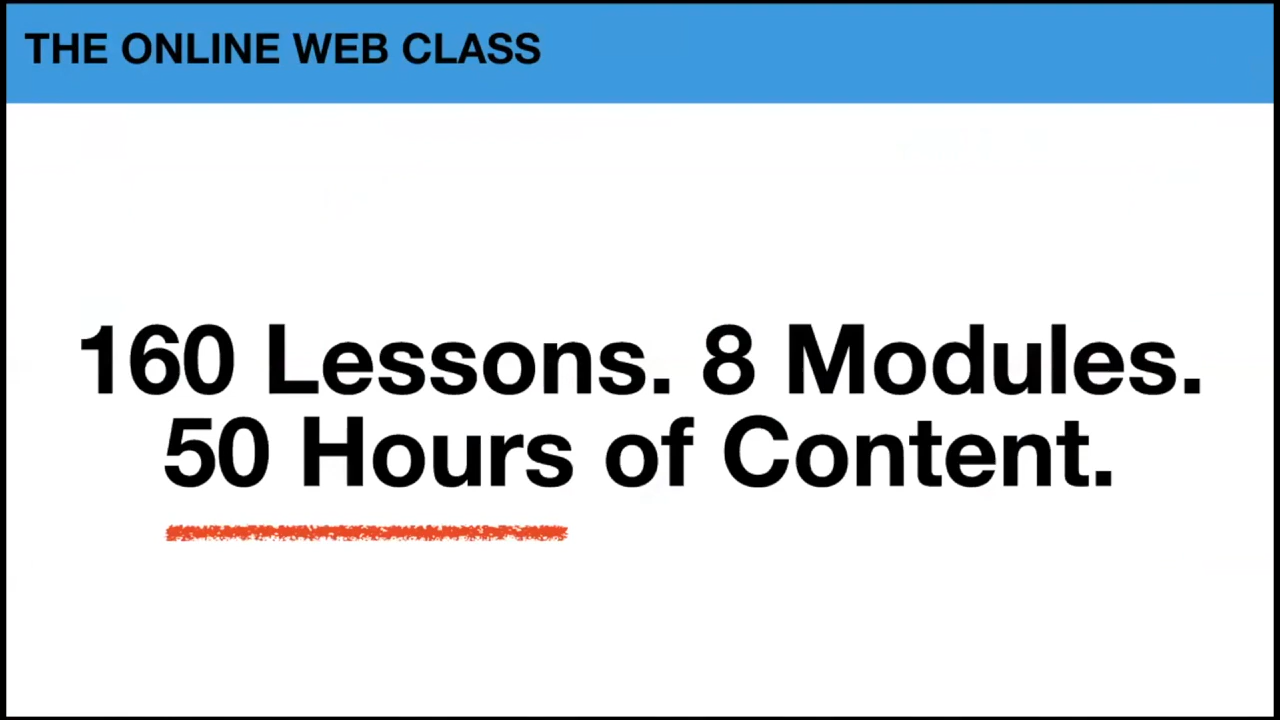 THE ONLINE WEB CLASS
160 Lessons. 8 Modules.
50 Hours of Content.